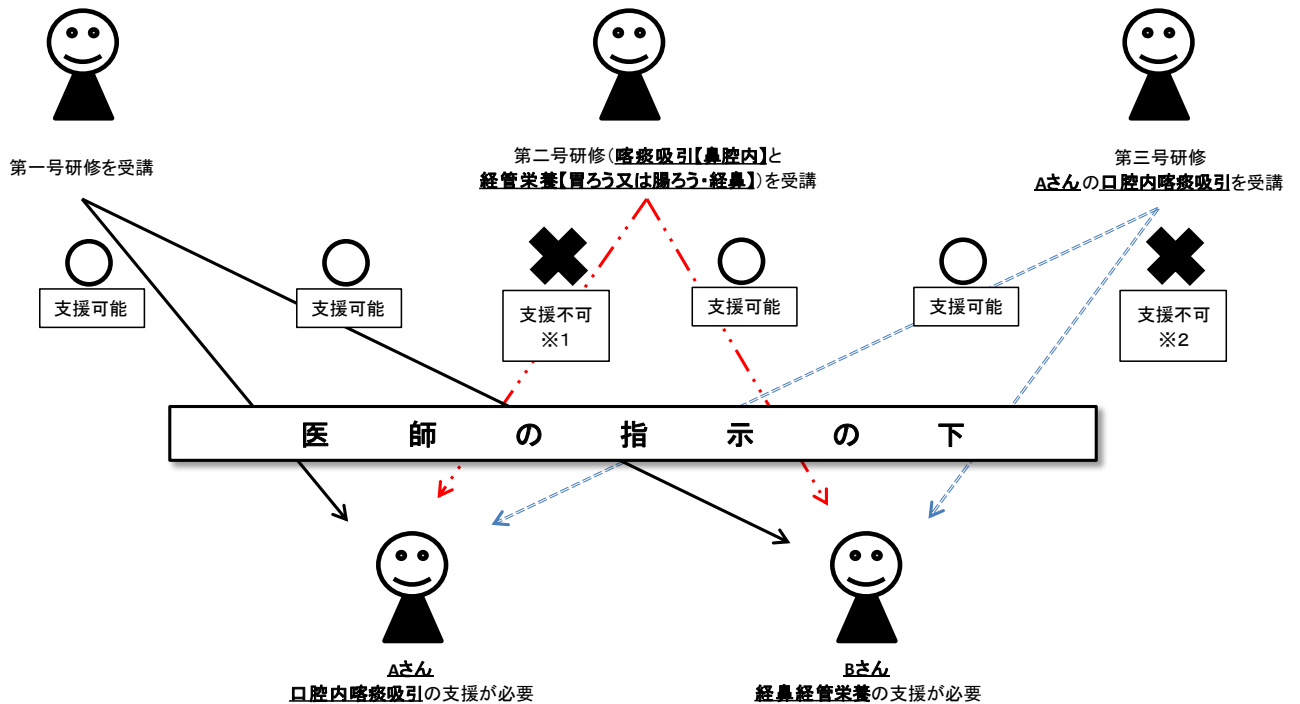 第一号研修を受講
第二号研修(喀痰吸引【鼻腔内】と
経管栄養【胃ろう又は腸ろう・経鼻】)を受講
第三号研修
Aさんの口腔内喀痰吸引を受講
支援可能
支援可能
支援不可
※1
支援可能
支援可能
支援不可
※2
医師の指示の下
Aさん
口腔内喀痰吸引の支援が必要
Bさん
経鼻経管栄養の支援が必要